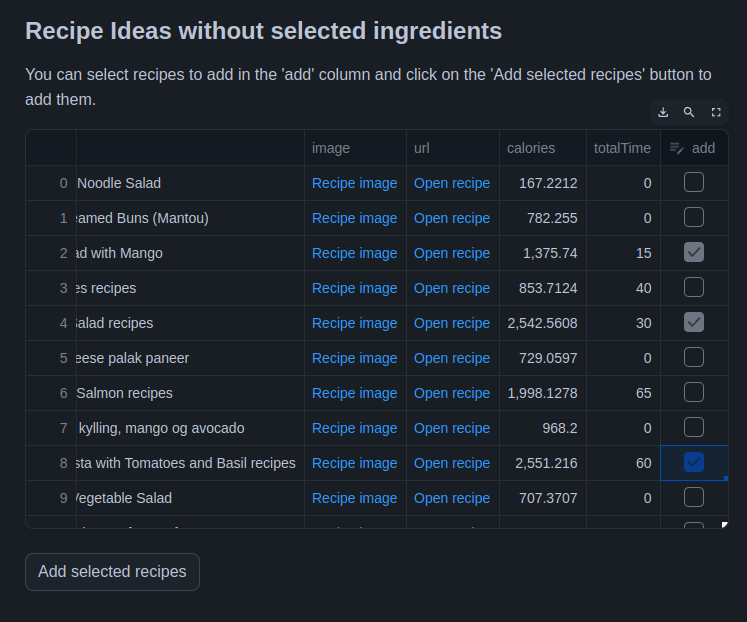 Recipe Ideas without selected ingredients
You can select recipes to add in the 'add' column and click on the 'Add selected recipes' button to
add them.
image url calories totalTime add
0 Noodle Salad Recipe image Open recipe 167.2212 0
1 Buns (Mantou) Recipe image Open recipe 782.255 0
2 with Mango Recipe image Open recipe 1,375.74 15
3 recipes Recipe image Open recipe 853.7124 40
4 Salad recipes Recipe image Open recipe 2,542.5608 30
5 palak paneer Recipe image Open recipe 729.0597 0
6 Salmon recipes Recipe image Open recipe 1,998.1278 65
7 kylling, mango og avocado Recipe image Open recipe 968.2 0
8 with Tomatoes and Basil recipes Recipe image Open recipe 2,551.216 60
9 Vegetable Salad Recipe image Open recipe 707.3707 0
Add selected recipes